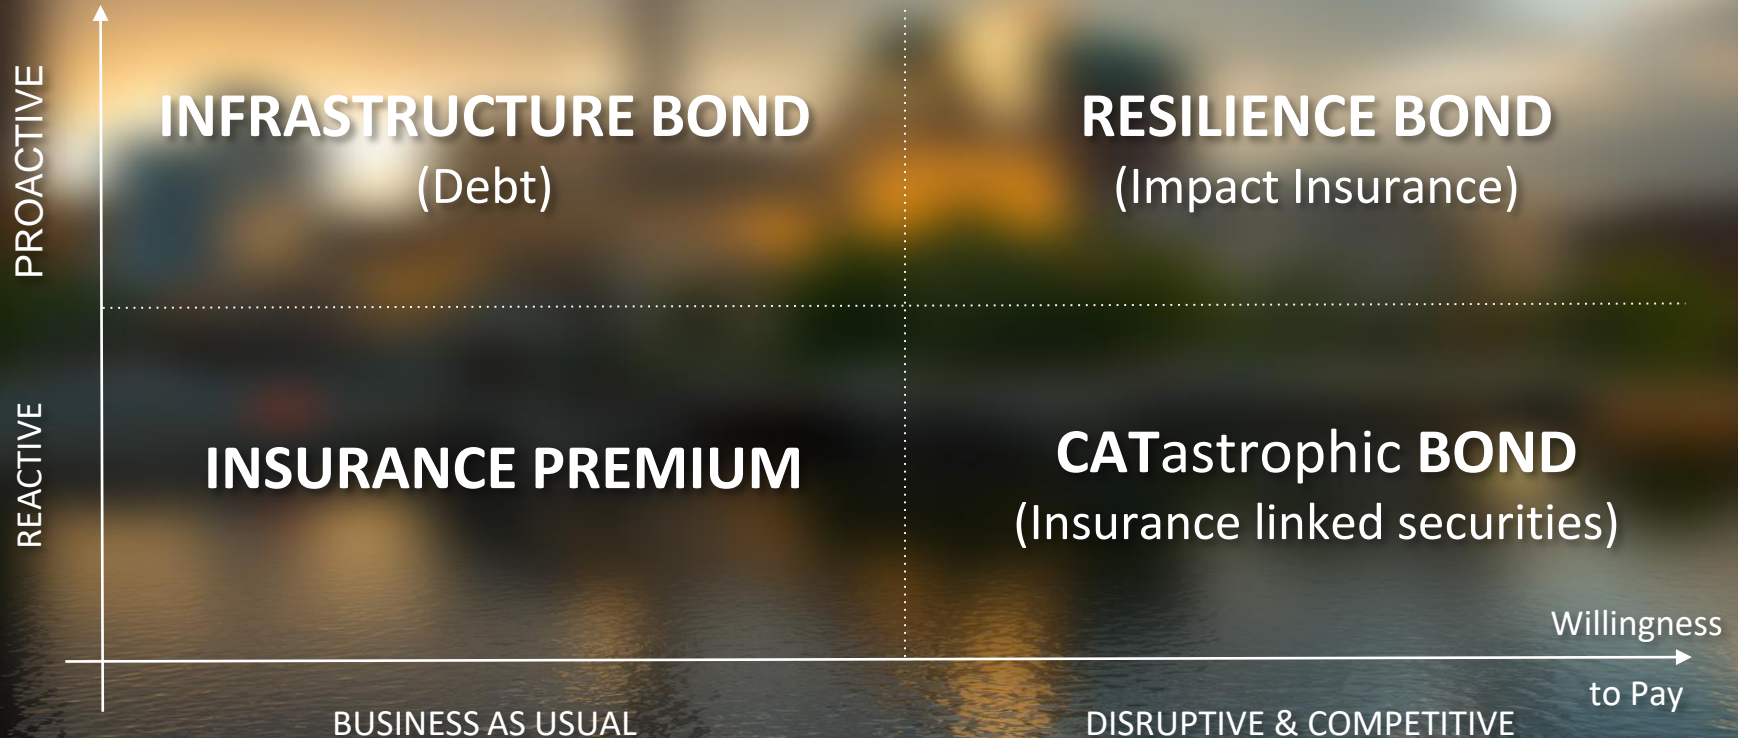 PROACTIVE
INFRASTRUCTURE BOND
(Debt)
RESILIENCE BOND
(Impact Insurance)
REACTIVE
INSURANCE PREMIUM
CATastrophic BOND
(Insurance linked securities)
Willingness
to Pay
BUSINESS AS USUAL
DISRUPTIVE & COMPETITIVE